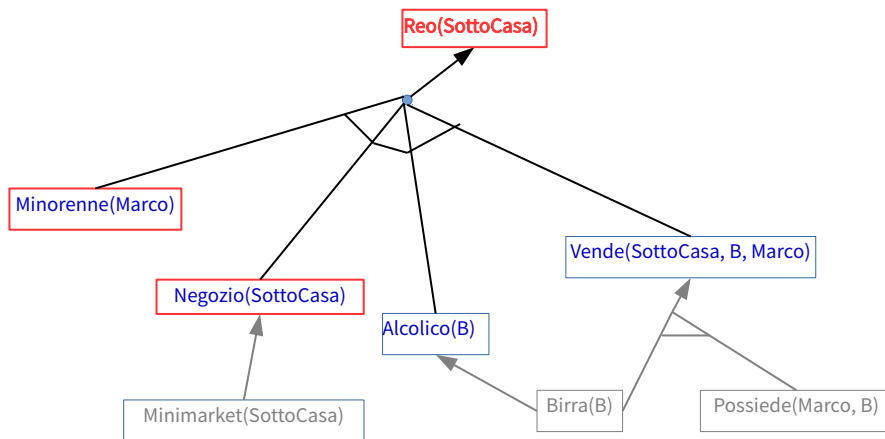 Reo(SottoCasa)
Minorenne(Marco)
Vende(SottoCasa, B, Marco)
Negozio(SottoCasa)
Alcolico(B)
Minimarket(SottoCasa)
Birra(B)
Possiede(Marco, B)